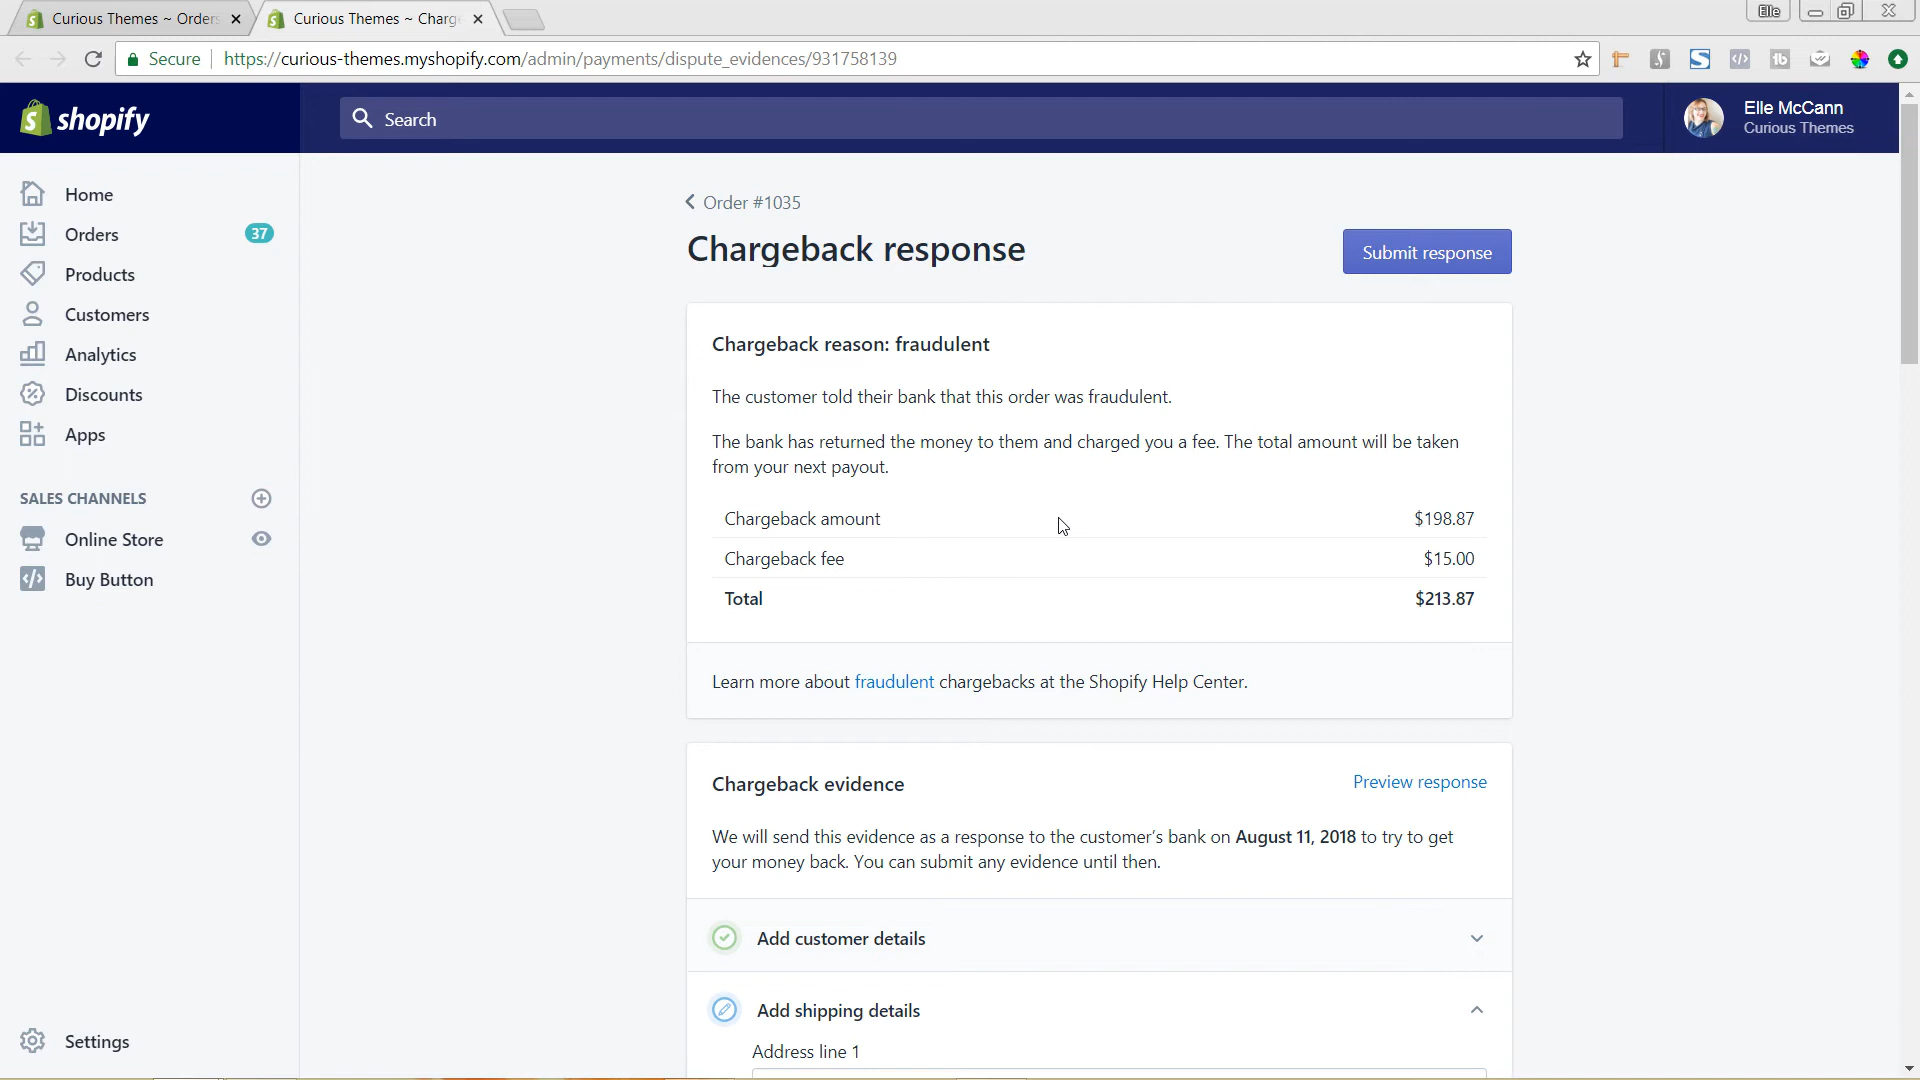 Curious Themes ~ Orders
Curious Themes ~ Charg
Elle
Secure
https://curious-themes.myshopify.com/admin/payments/dispute_evidences/931758139
shopify
Search
Elle McCann
Curious Themes
Home
Orders
37
Products
Customers
Analytics
Discounts
Apps
SALES CHANNELS
Online Store
Buy Button
Settings
Order #1035
Chargeback response
Submit response
Chargeback reason: fraudulent
The customer told their bank that this order was fraudulent.
The bank has returned the money to them and charged you a fee. The total amount will be taken
from your next payout.
Chargeback amount $198.87
Chargeback fee $15.00
Total $213.87
Learn more about fraudulent chargebacks at the Shopify Help Center.
Chargeback evidence
Preview response
We will send this evidence as a response to the customer's bank on August 11, 2018 to try to get
your money back. You can submit any evidence until then.
Add customer details
Add shipping details
Address line 1